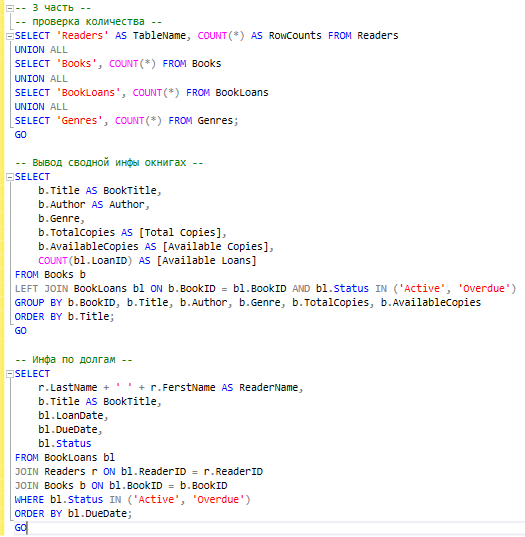 -- 3 часть --
-- проверка количества --
SELECT 'Readers' AS TableName, COUNT(*) AS RowCounts FROM Readers
UNION ALL
SELECT 'Books', COUNT(*) FROM Books
UNION ALL
SELECT 'BookLoans', COUNT(*) FROM BookLoans
UNION ALL
SELECT 'Genres', COUNT(*) FROM Genres;
GO
-- Вывод сводной инфы окнигах --
SELECT
b.Title AS BookTitle,
b.Author AS Author,
b.Genre,
b.TotalCopies AS [Total Copies],
b.AvailableCopies AS [Available Copies],
COUNT(bl.LoanID) AS [Available Loans]
FROM Books b
LEFT JOIN BookLoans bl ON b.BookID = bl.BookID AND bl.Status IN ('Active', 'Overdue')
GROUP BY b.BookID, b.Title, b.Author, b.Genre, b.TotalCopies, b.AvailableCopies
ORDER BY b.Title;
GO
-- Инфа по долгам --
SELECT
r.LastName + ' ' + r.FerstName AS ReaderName,
b.Title AS BookTitle,
bl.LoanDate,
bl.DueDate,
bl.Status
FROM BookLoans bl
JOIN Readers r ON bl.ReaderID = r.ReaderID
JOIN Books b ON bl.BookID = b.BookID
WHERE bl.Status IN ('Active', 'Overdue')
ORDER BY bl.DueDate;
GO